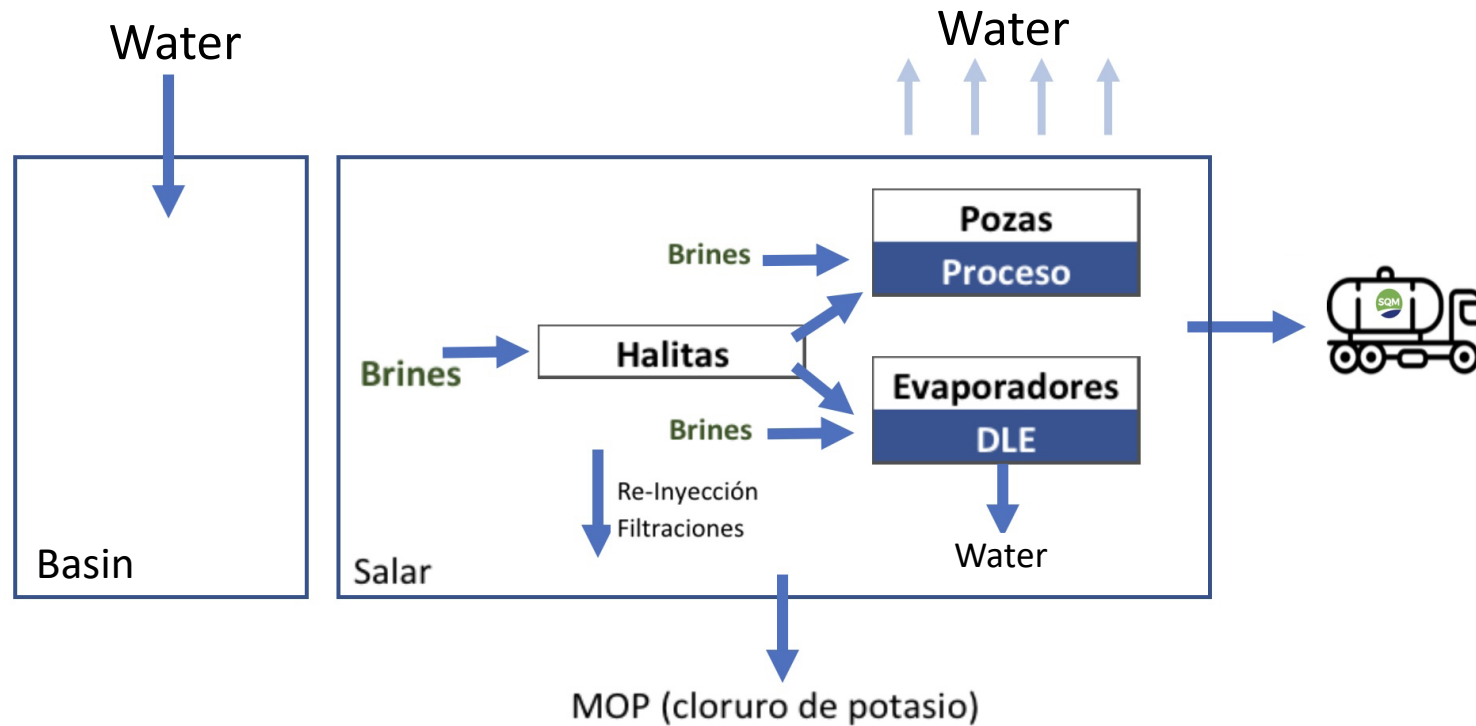 Water
Water
Pozas
Proceso
Brines
Halitas
Brines
Evaporadores
DLE
Brines
Re-Inyección
Filtraciones
Water
Basin
Salar
SQM
MOP (cloruro de potasio)